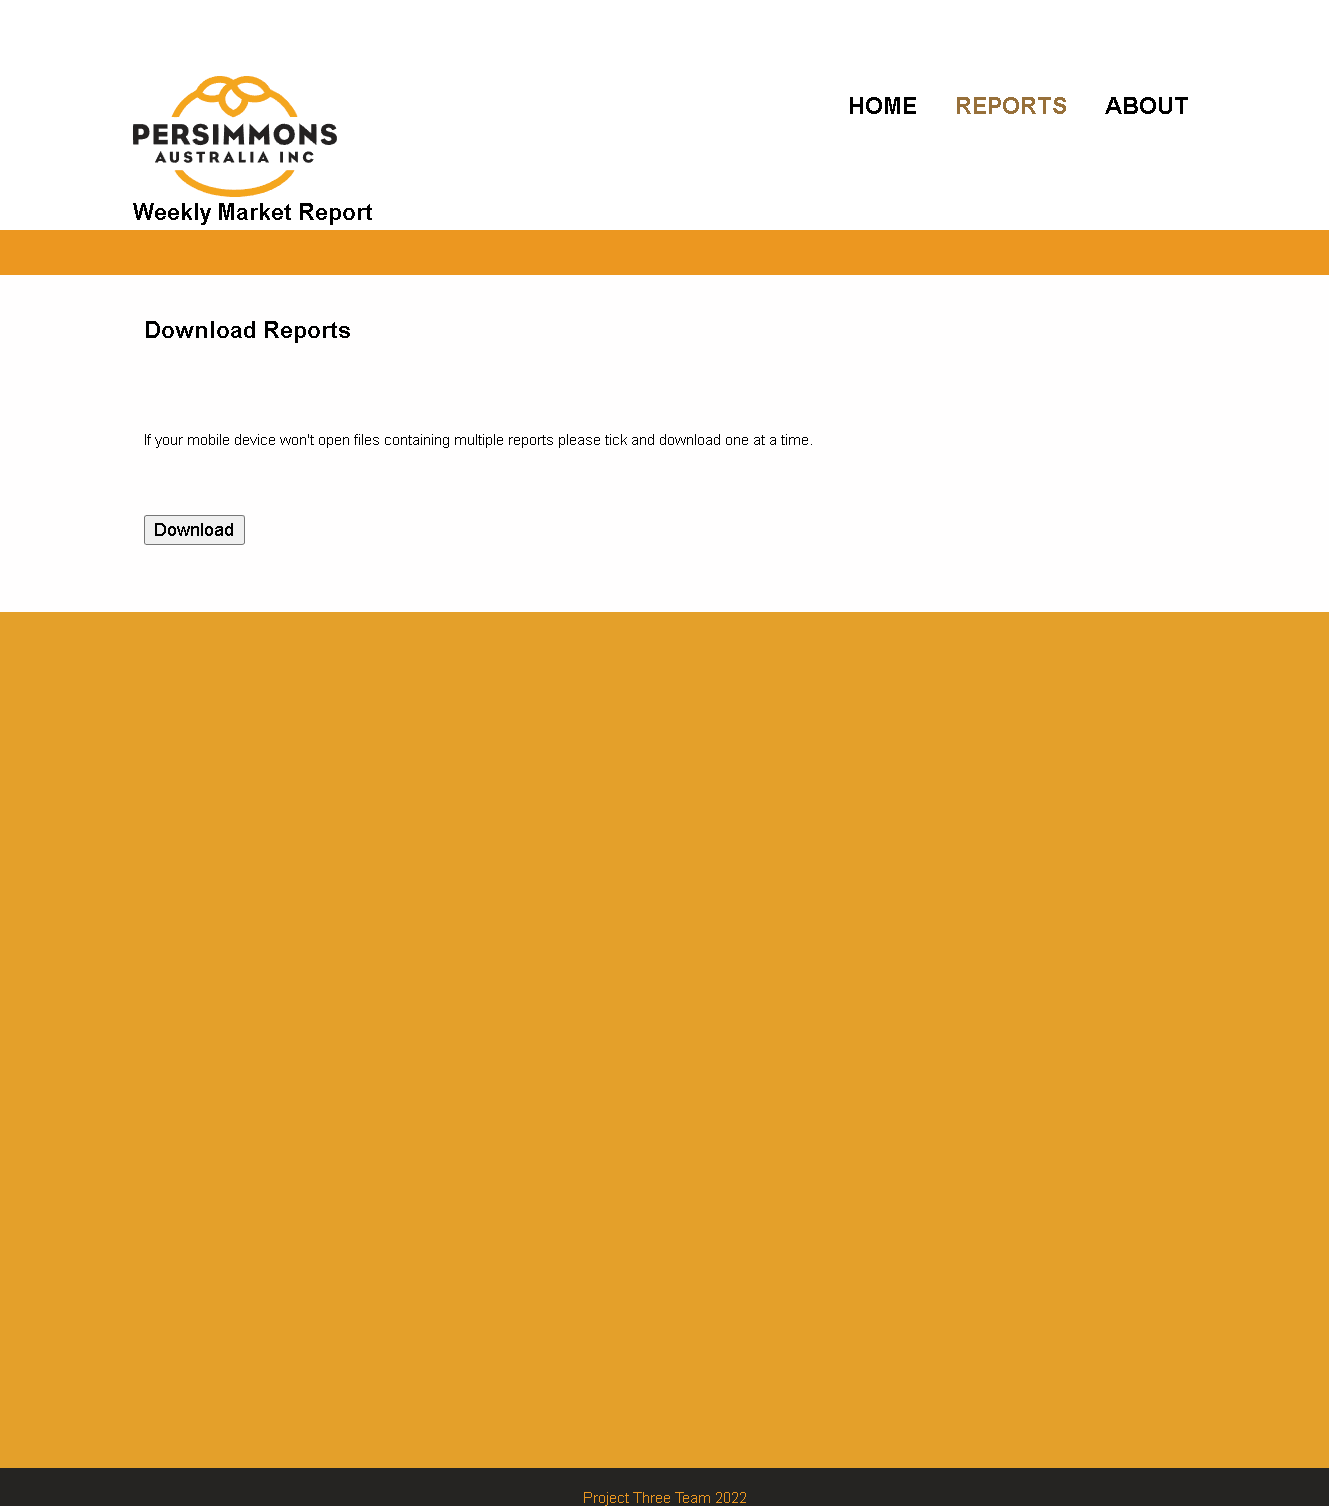 PERSIMMONS
AUSTRALIA INC
Weekly Market Report
HOME REPORTS ABOUT
Download Reports
If your mobile device won't open files containing multiple reports please tick and download one at a time.
Download
Project Three Team 2022